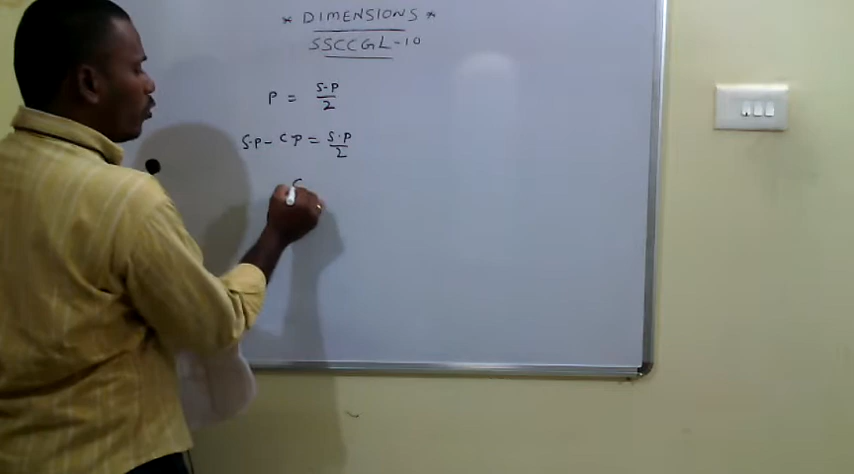 * DIMENSIONS *
SSCCGL-10
P = S.P/2
S.P - C.P = S.P/2
C